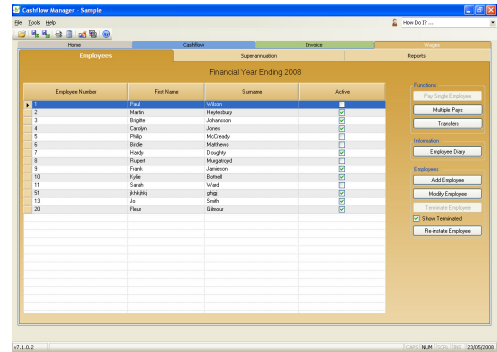 Cashflow Manager - Sample
File Tools Help How Do I? ...
Home Cashflow Invoice Wages
Employees Superannuation Reports
Financial Year Ending 2008
Employee Number First Name Surname Active
1 Paul Wilson
2 Martin Heytesbury
3 Brigitte Johansson
4 Carolyn Jones
5 Philip McCready
6 Birdie Matthews
7 Hardy Doughty
8 Rupert Murgatroyd
9 Frank Jamieson
10 Kylie Bottrell
11 Sarah Ward
51
13 Jo Smith
20 Fleur Gilmour
Functions
Pay Single Employee
Multiple Pays
Transfers
Information
Employee Diary
Employees
Add Employee
Modify Employee
Terminate Employee
Show Terminated
Re-instate Employee
v7.1.0.2 CAPS NUM SCRL INS 23/05/2008